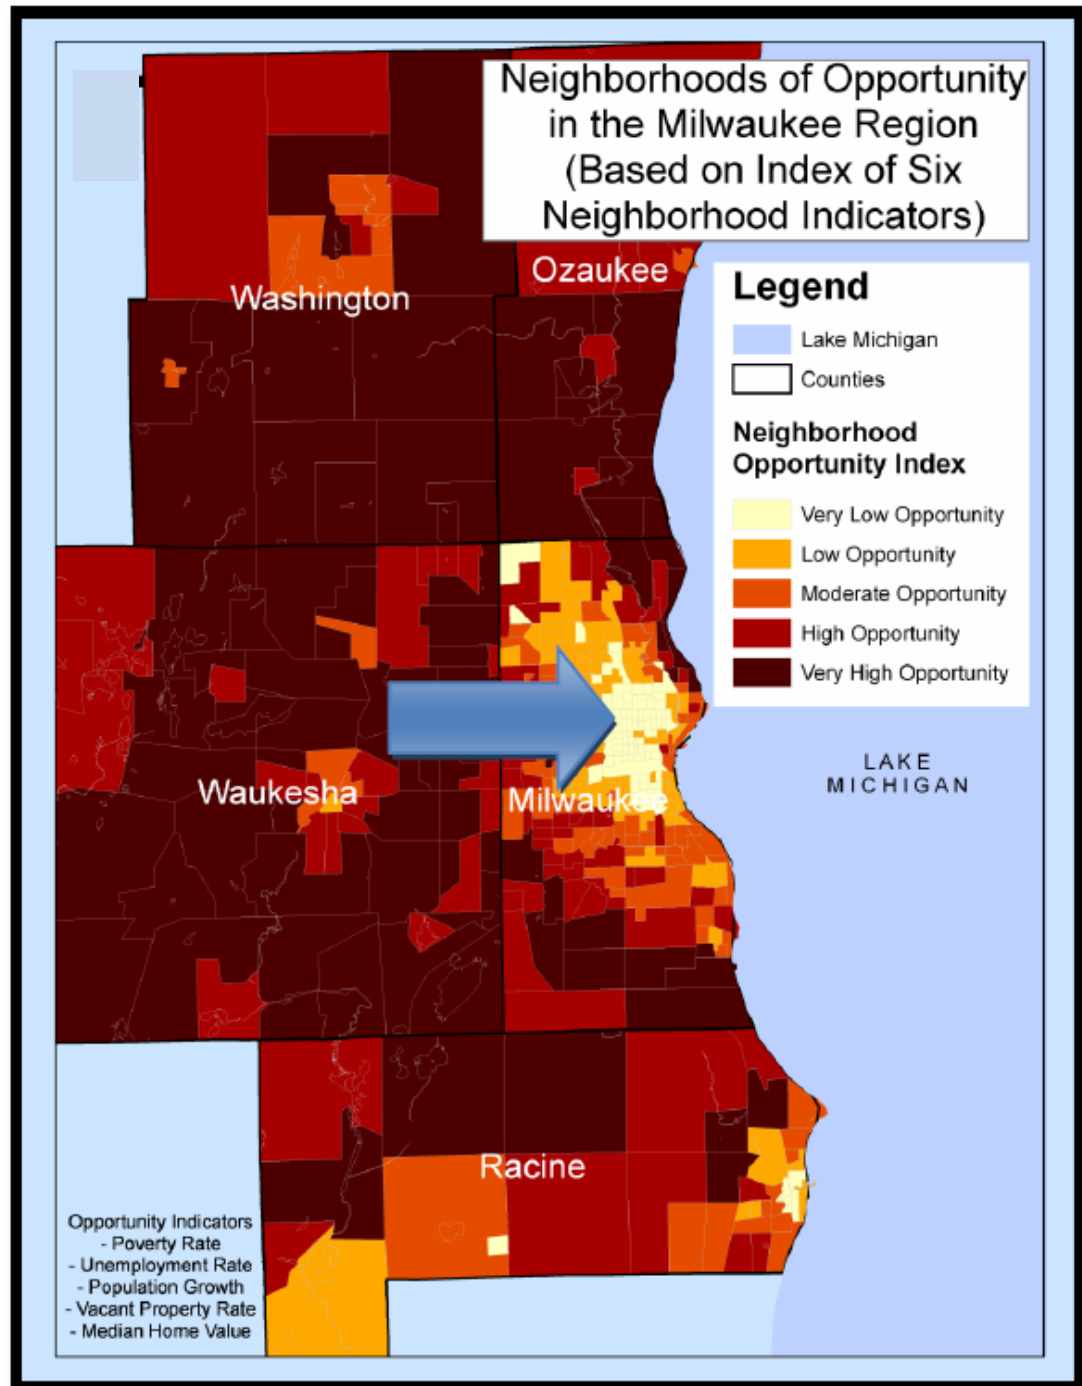 Neighborhoods of Opportunity
in the Milwaukee Region
(Based on Index of Six
Neighborhood Indicators)
Ozaukee
Washington
Legend
Lake Michigan
Counties
Neighborhood
Opportunity Index
Very Low Opportunity
Low Opportunity
Moderate Opportunity
High Opportunity
Very High Opportunity
LAKE
MICHIGAN
Waukesha
Milwaukee
Racine
Opportunity Indicators
- Poverty Rate
- Unemployment Rate
- Population Growth
- Vacant Property Rate
- Median Home Value